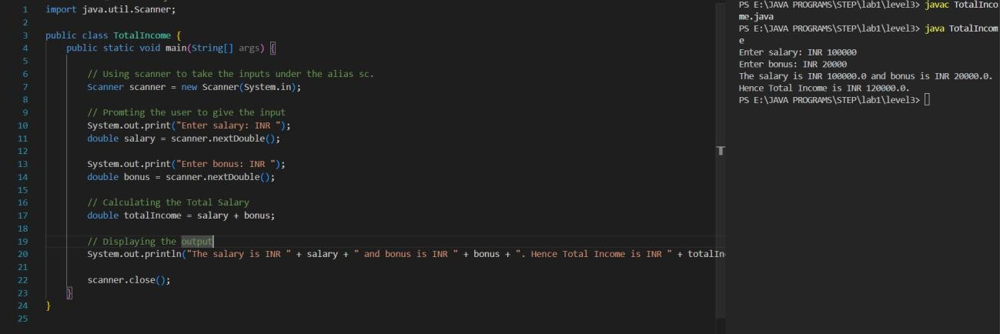 1 import java.util.Scanner;
2
3 public class TotalIncome {
4 public static void main(String[] args) {
5
6 // Using scanner to take the inputs under the alias sc.
7 Scanner scanner = new Scanner(System.in);
8
9 // Promting the user to give the input
10 System.out.print("Enter salary: INR ");
11 double salary = scanner.nextDouble();
12
13 System.out.print("Enter bonus: INR ");
14 double bonus = scanner.nextDouble();
15
16 // Calculating the Total Salary
17 double totalIncome = salary + bonus;
18
19 // Displaying the output
20 System.out.println("The salary is INR " + salary + " and bonus is INR " + bonus + ". Hence Total Income is INR " + totalIn
21
22 scanner.close();
23 }
24 }
25
PS E:\JAVA PROGRAMS\STEP\lab1\level3> javac TotalInco
me.java
PS E:\JAVA PROGRAMS\STEP\lab1\level3> java TotalIncom
e
Enter salary: INR 100000
Enter bonus: INR 20000
The salary is INR 100000.0 and bonus is INR 20000.0.
Hence Total Income is INR 120000.0.
PS E:\JAVA PROGRAMS\STEP\lab1\level3>